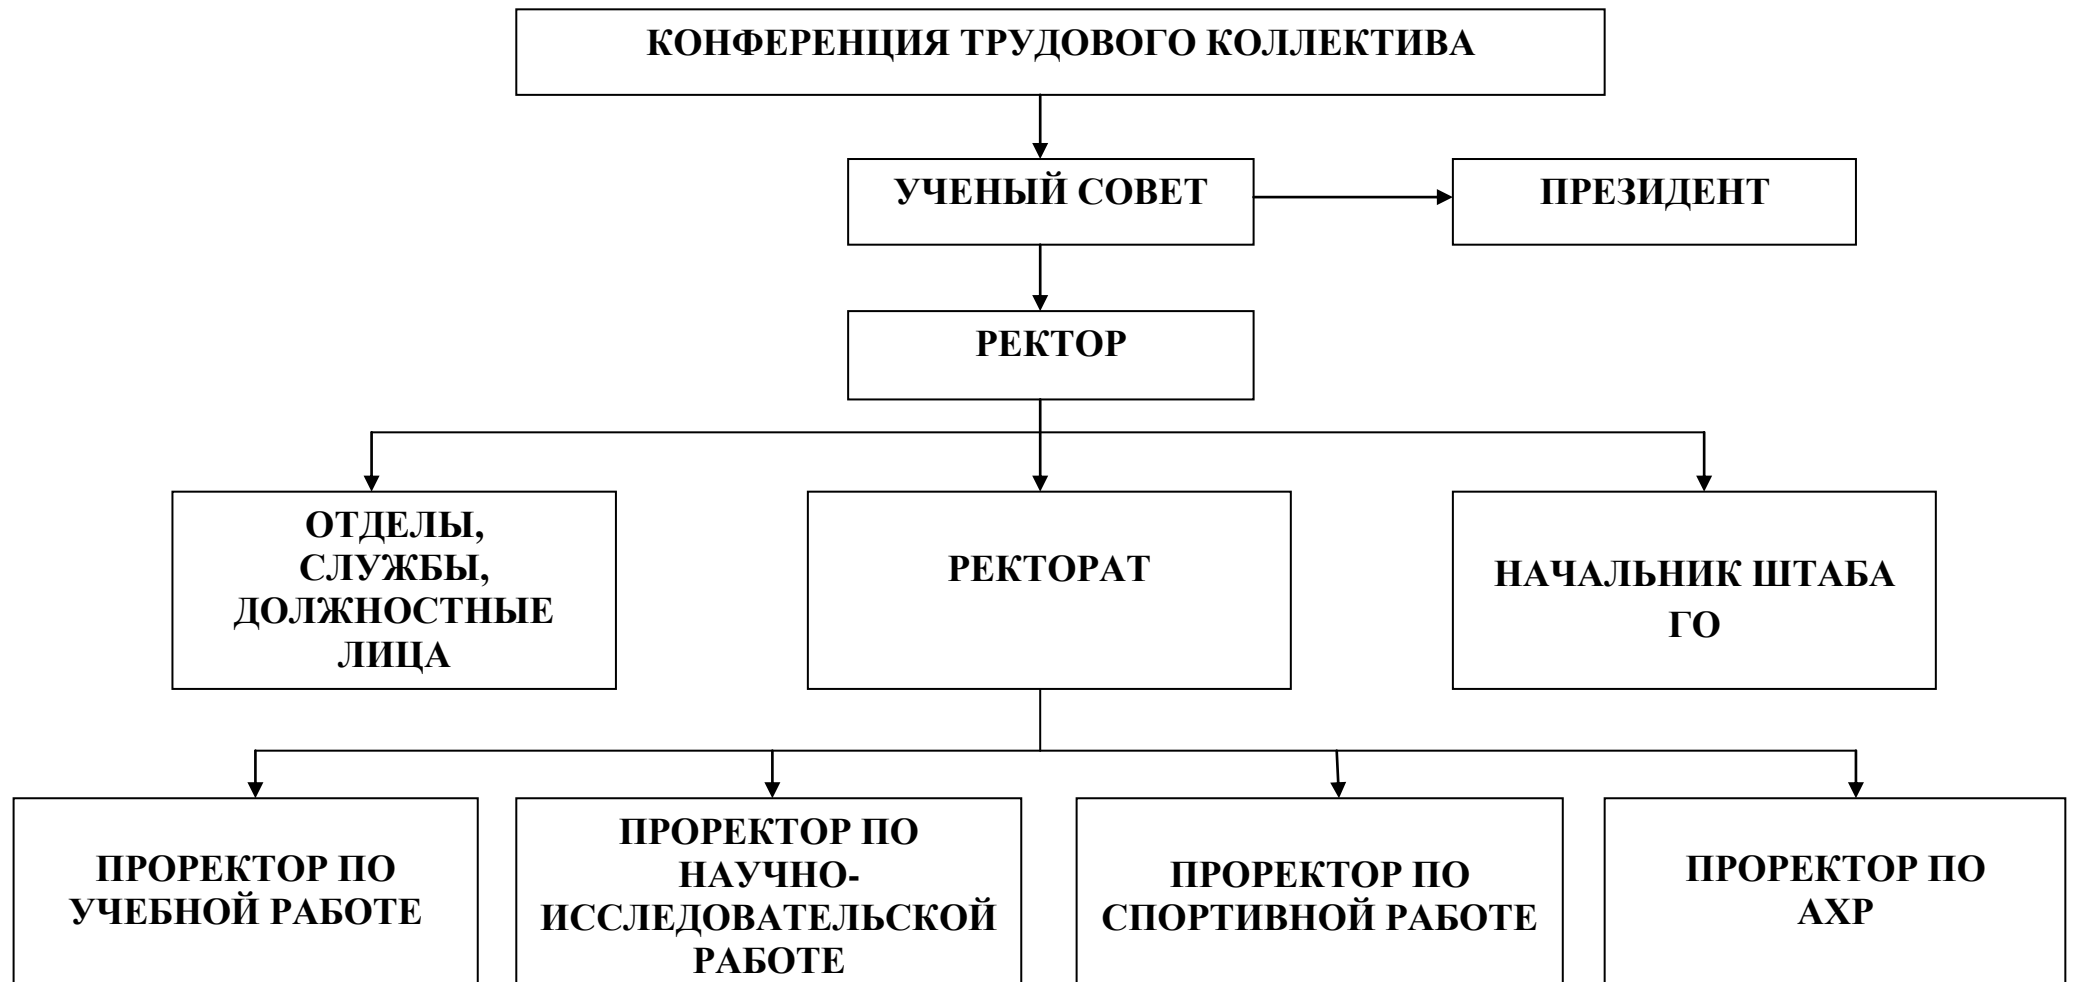 КОНФЕРЕНЦИЯ ТРУДОВОГО КОЛЛЕКТИВА
УЧЕНЫЙ СОВЕТ
ПРЕЗИДЕНТ
РЕКТОР
ОТДЕЛЫ,
СЛУЖБЫ,
ДОЛЖНОСТНЫЕ
ЛИЦА
РЕКТОРАТ
НАЧАЛЬНИК ШТАБА
ГО
ПРОРЕКТОР ПО
УЧЕБНОЙ РАБОТЕ
ПРОРЕКТОР ПО
НАУЧНО-
ИССЛЕДОВАТЕЛЬСКОЙ
РАБОТЕ
ПРОРЕКТОР ПО
СПОРТИВНОЙ РАБОТЕ
ПРОРЕКТОР ПО
АХР